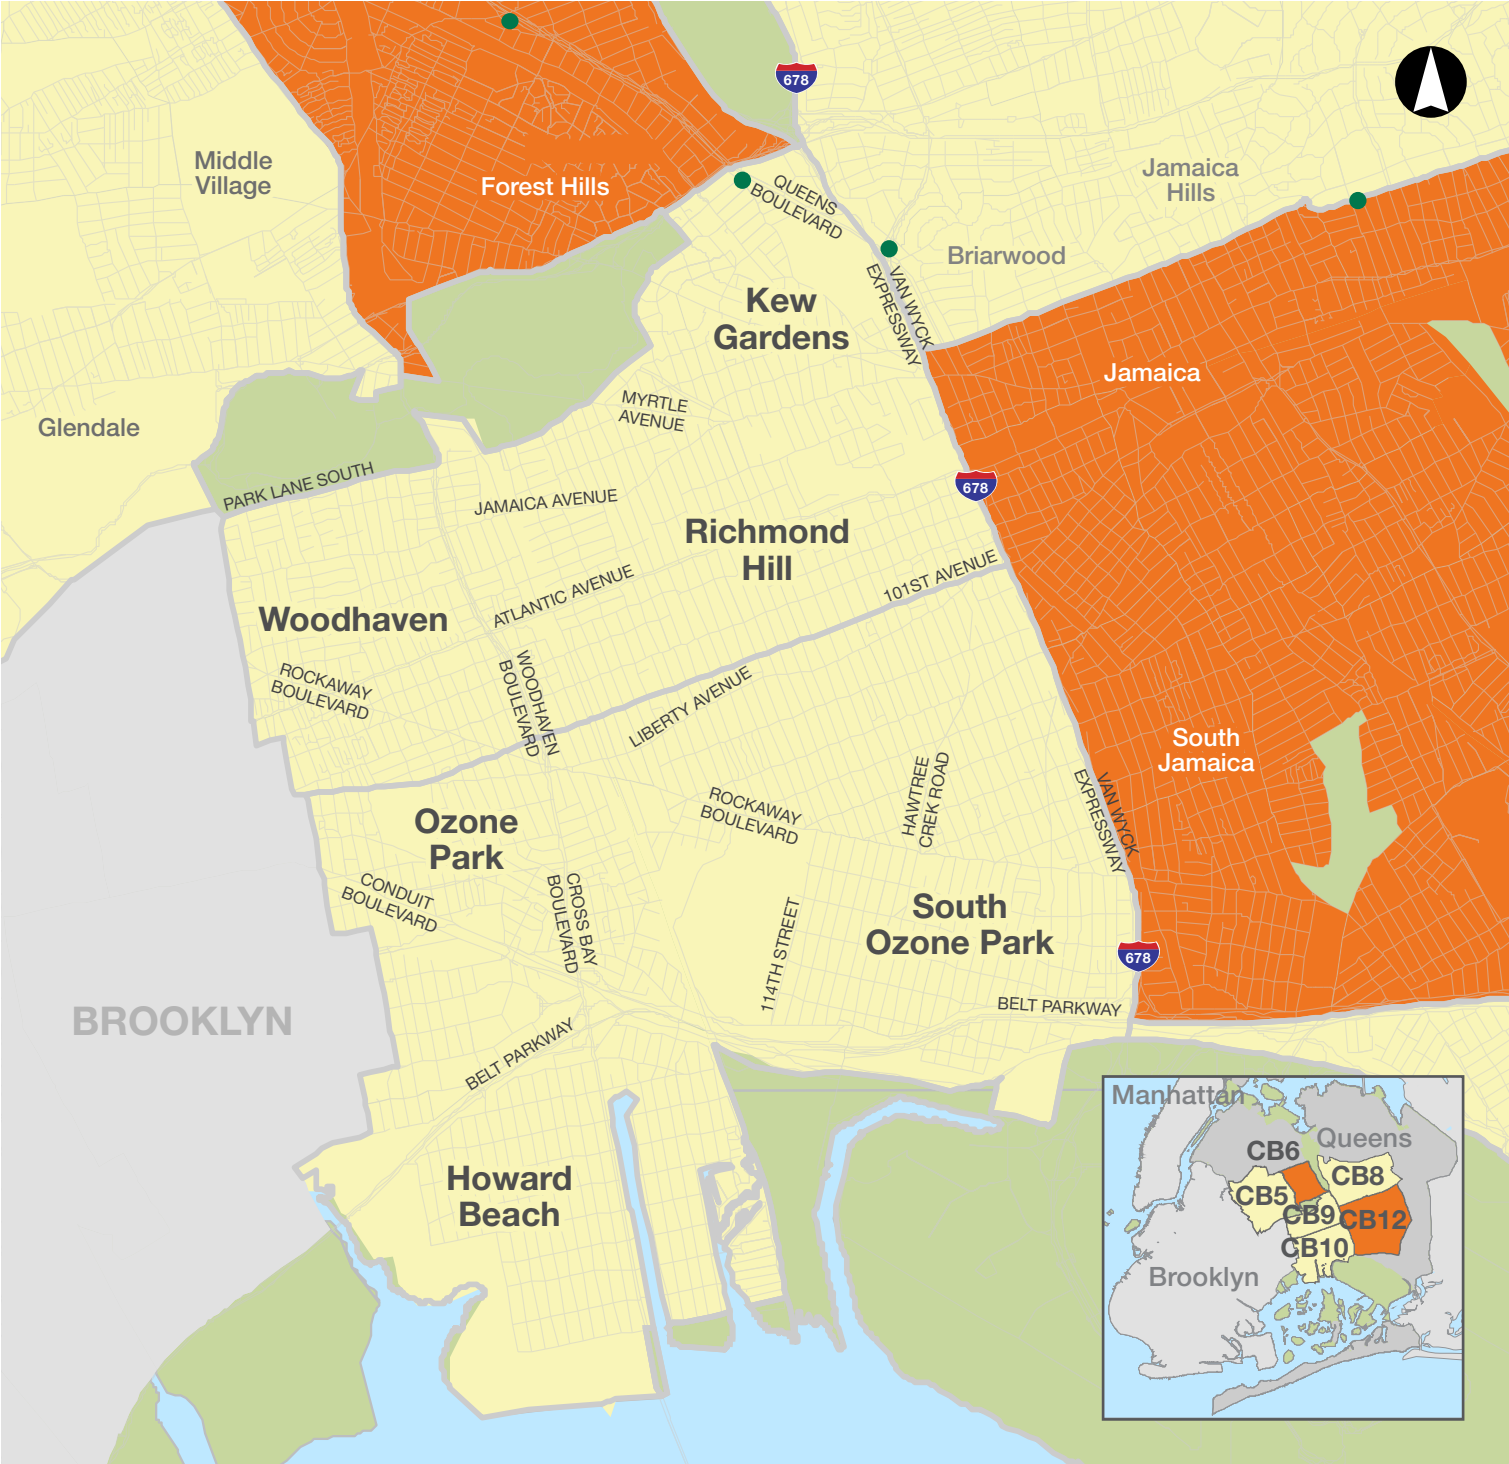 678
Middle
Village
Forest Hills
QUEENS
BOULEVARD
Jamaica
Hills
Briarwood
VAN WYCK
EXPRESSWAY
Kew
Gardens
Jamaica
MYRTLE
AVENUE
Glendale
PARK LANE SOUTH
JAMAICA AVENUE
678
Richmond
Hill
101ST AVENUE
ATLANTIC AVENUE
Woodhaven
ROCKAWAY
BOULEVARD
WOODHAVEN
BOULEVARD
LIBERTY AVENUE
South
Jamaica
HAWTREE
CREK ROAD
VAN WYCK
EXPRESSWAY
ROCKAWAY
BOULEVARD
Ozone
Park
CONDUIT
BOULEVARD
CROSS BAY
BOULEVARD
114TH STREET
South
Ozone Park
678
BELT PARKWAY
BROOKLYN
BELT PARKWAY
Howard
Beach
Manhattan
Queens
CB6
CB8
CB5
CB9
CB12
CB10
Brooklyn